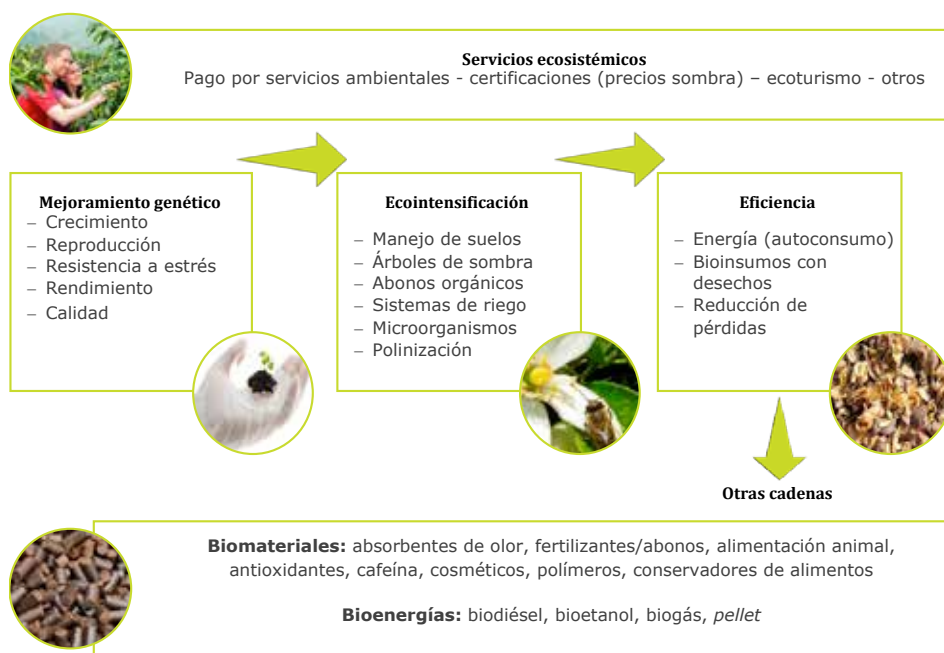 Servicios ecosistémicos
Pago por servicios ambientales - certificaciones (precios sombra) – ecoturismo - otros
Mejoramiento genético
– Crecimiento
– Reproducción
– Resistencia a estrés
– Rendimiento
– Calidad
Ecointensificación
– Manejo de suelos
– Árboles de sombra
– Abonos orgánicos
– Sistemas de riego
– Microorganismos
– Polinización
Eficiencia
– Energía (autoconsumo)
– Bioinsumos con
desechos
– Reducción de
pérdidas
Otras cadenas
Biomateriales: absorbentes de olor, fertilizantes/abonos, alimentación animal,
antioxidantes, cafeína, cosméticos, polímeros, conservadores de alimentos
Bioenergías: biodiésel, bioetanol, biogás, pellet